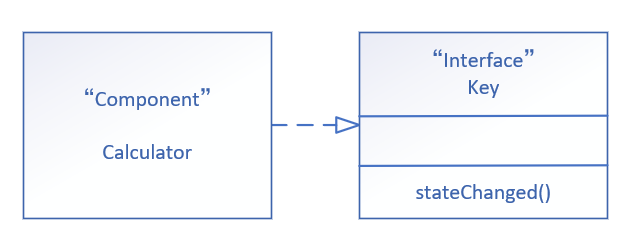 “Component”
Calculator
“Interface”
Key
stateChanged()